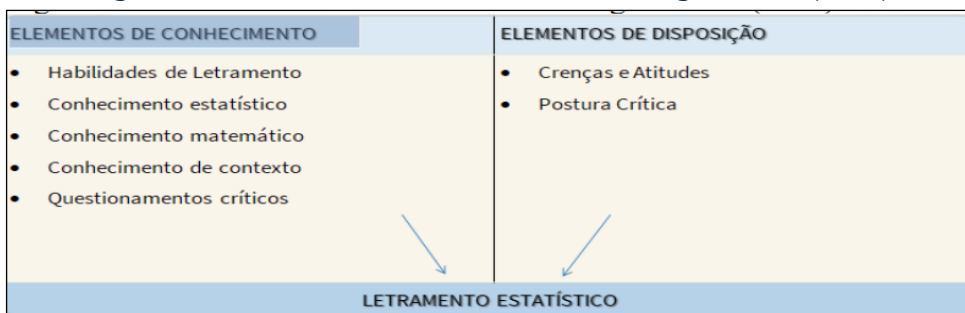 ELEMENTOS DE CONHECIMENTO
• Habilidades de Letramento
• Conhecimento estatístico
• Conhecimento matemático
• Conhecimento de contexto
• Questionamentos críticos
ELEMENTOS DE DISPOSIÇÃO
• Crenças e Atitudes
• Postura Crítica
LETRAMENTO ESTATÍSTICO